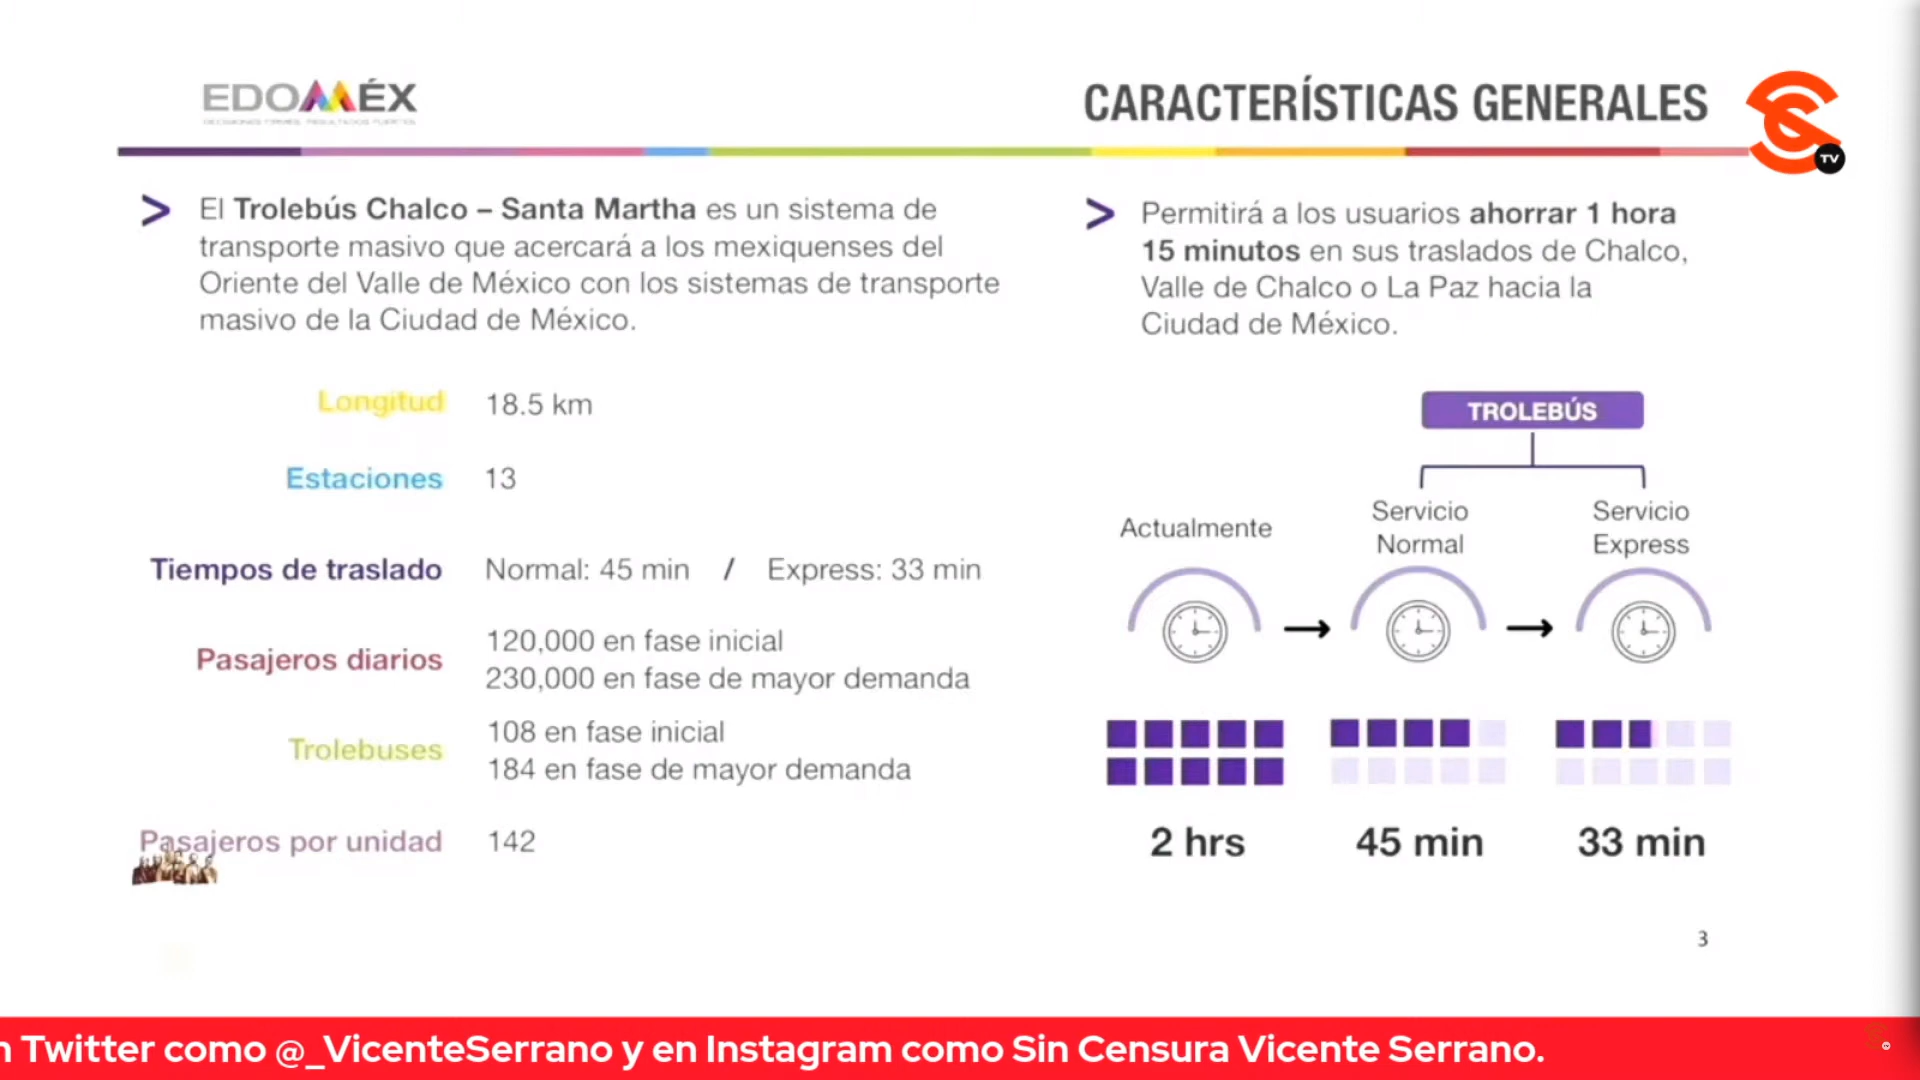 EDOMÉX
DECISIONES FIRMES, RESULTADOS FUERTES
CARACTERÍSTICAS GENERALES
TV
> El Trolebús Chalco – Santa Martha es un sistema de
transporte masivo que acercará a los mexiquenses del
Oriente del Valle de México con los sistemas de transporte
masivo de la Ciudad de México.
Longitud 18.5 km
Estaciones 13
Tiempos de traslado Normal: 45 min / Express: 33 min
Pasajeros diarios 120,000 en fase inicial
230,000 en fase de mayor demanda
Trolebuses 108 en fase inicial
184 en fase de mayor demanda
Pasajeros por unidad 142
> Permitirá a los usuarios ahorrar 1 hora
15 minutos en sus traslados de Chalco,
Valle de Chalco o La Paz hacia la
Ciudad de México.
TROLEBÚS
Actualmente
Servicio
Normal
Servicio
Express
2 hrs
45 min
33 min
3
n Twitter como @_VicenteSerrano y en Instagram como Sin Censura Vicente Serrano.